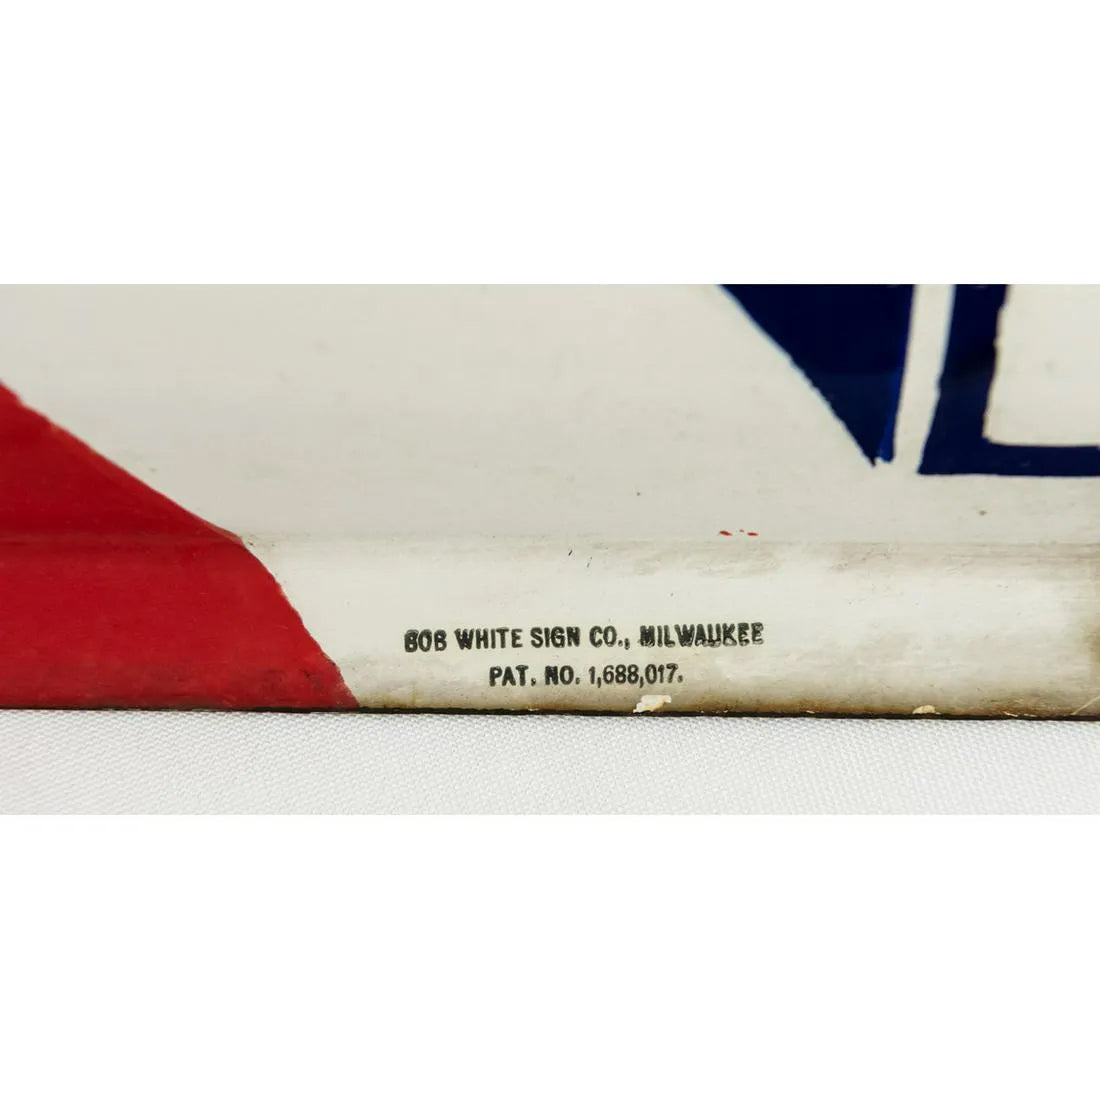 BOB WHITE SIGN CO., MILWAUKEE
PAT. NO. 1,688,017.